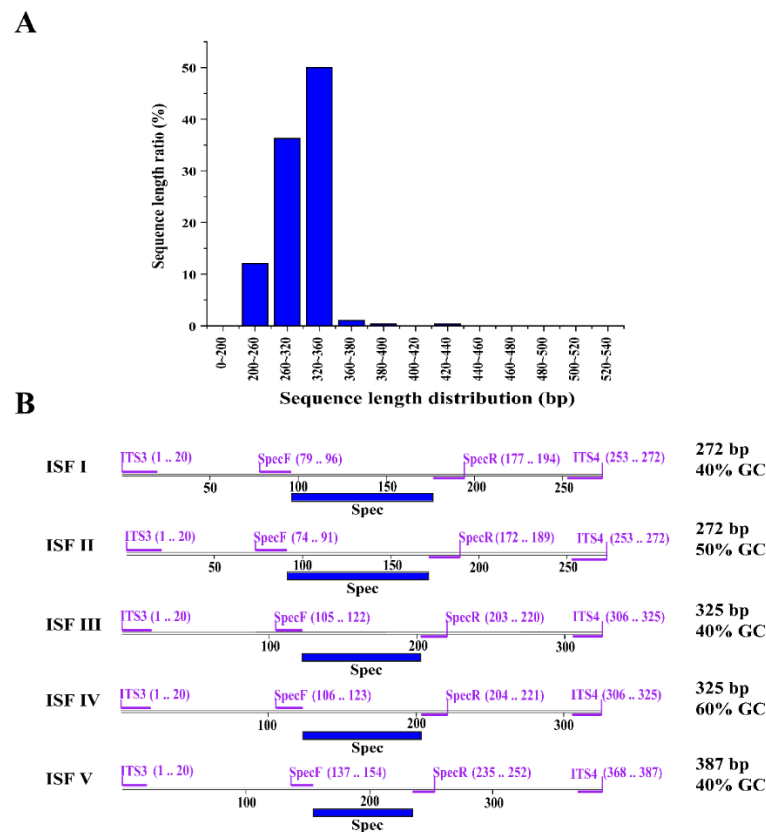 A
Sequence length ratio (%)
50
40
30
20
10
0
0~200
200~260
260~320
320~360
360~380
380~400
400~420
420~440
440~460
460~480
480~500
500~520
520~540
Sequence length distribution (bp)
B
ISF I
ITS3 (1 .. 20)
SpecF (79 .. 96)
SpecR (177 .. 194)
ITS4 (253 .. 272)
272 bp
40% GC
50 100 150 200 250
Spec
ISF II
ITS3 (1 .. 20)
SpecF (74 .. 91)
SpecR (172 .. 189)
ITS4 (253 .. 272)
272 bp
50% GC
50 100 150 200 250
Spec
ISF III
ITS3 (1 .. 20)
SpecF (105 .. 122)
SpecR (203 .. 220)
ITS4 (306 .. 325)
325 bp
40% GC
100 200 300
Spec
ISF IV
ITS3 (1 .. 20)
SpecF (106 .. 123)
SpecR (204 .. 221)
ITS4 (306 .. 325)
325 bp
60% GC
100 200 300
Spec
ISF V
ITS3 (1 .. 20)
SpecF (137 .. 154)
SpecR (235 .. 252)
ITS4 (368 .. 387)
387 bp
40% GC
100 200 300
Spec